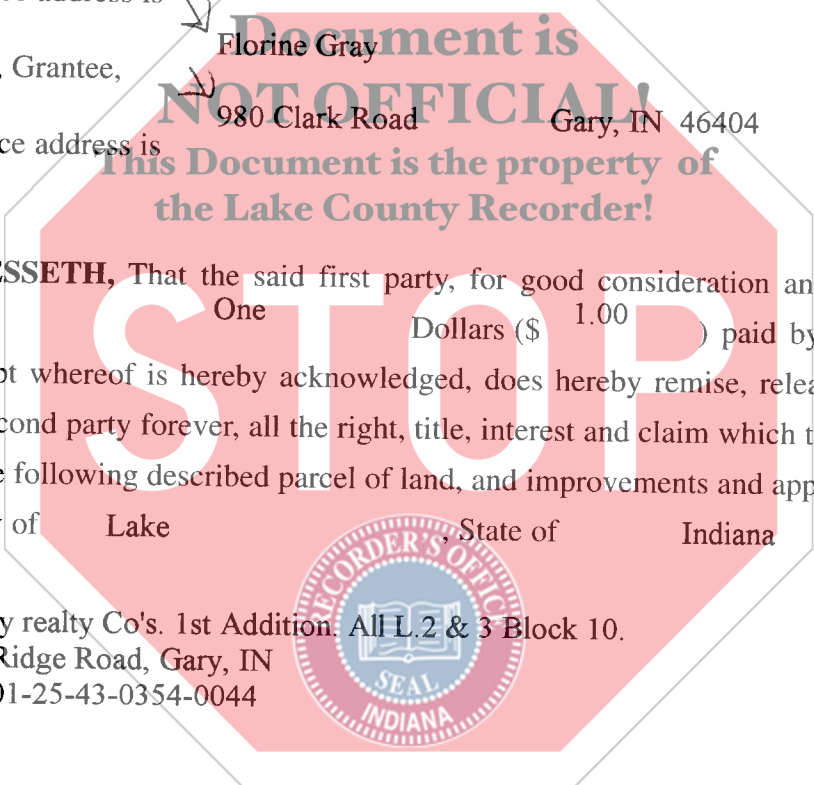 address is
Document is
Florine Gray
, Grantee,
NOT OFFICIAL!
980 Clark Road Gary, IN 46404
ce address is
This Document is the property of
the Lake County Recorder!
ESSETH, That the said first party, for good consideration an
One 1.00
Dollars ($ ) paid by
pt whereof is hereby acknowledged, does hereby remise, relea
cond party forever, all the right, title, interest and claim which t
e following described parcel of land, and improvements and app
y of Lake , State of Indiana
STOP
RECORDER'S OFFICE
y realty Co's. 1st Addition. All L.2 & 3 Block 10.
Ridge Road, Gary, IN
01-25-43-0354-0044
SEAL
INDIANA